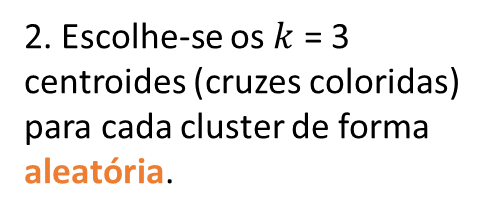 2. Escolhe-se os k = 3
centroides (cruzes coloridas)
para cada cluster de forma
aleatória.